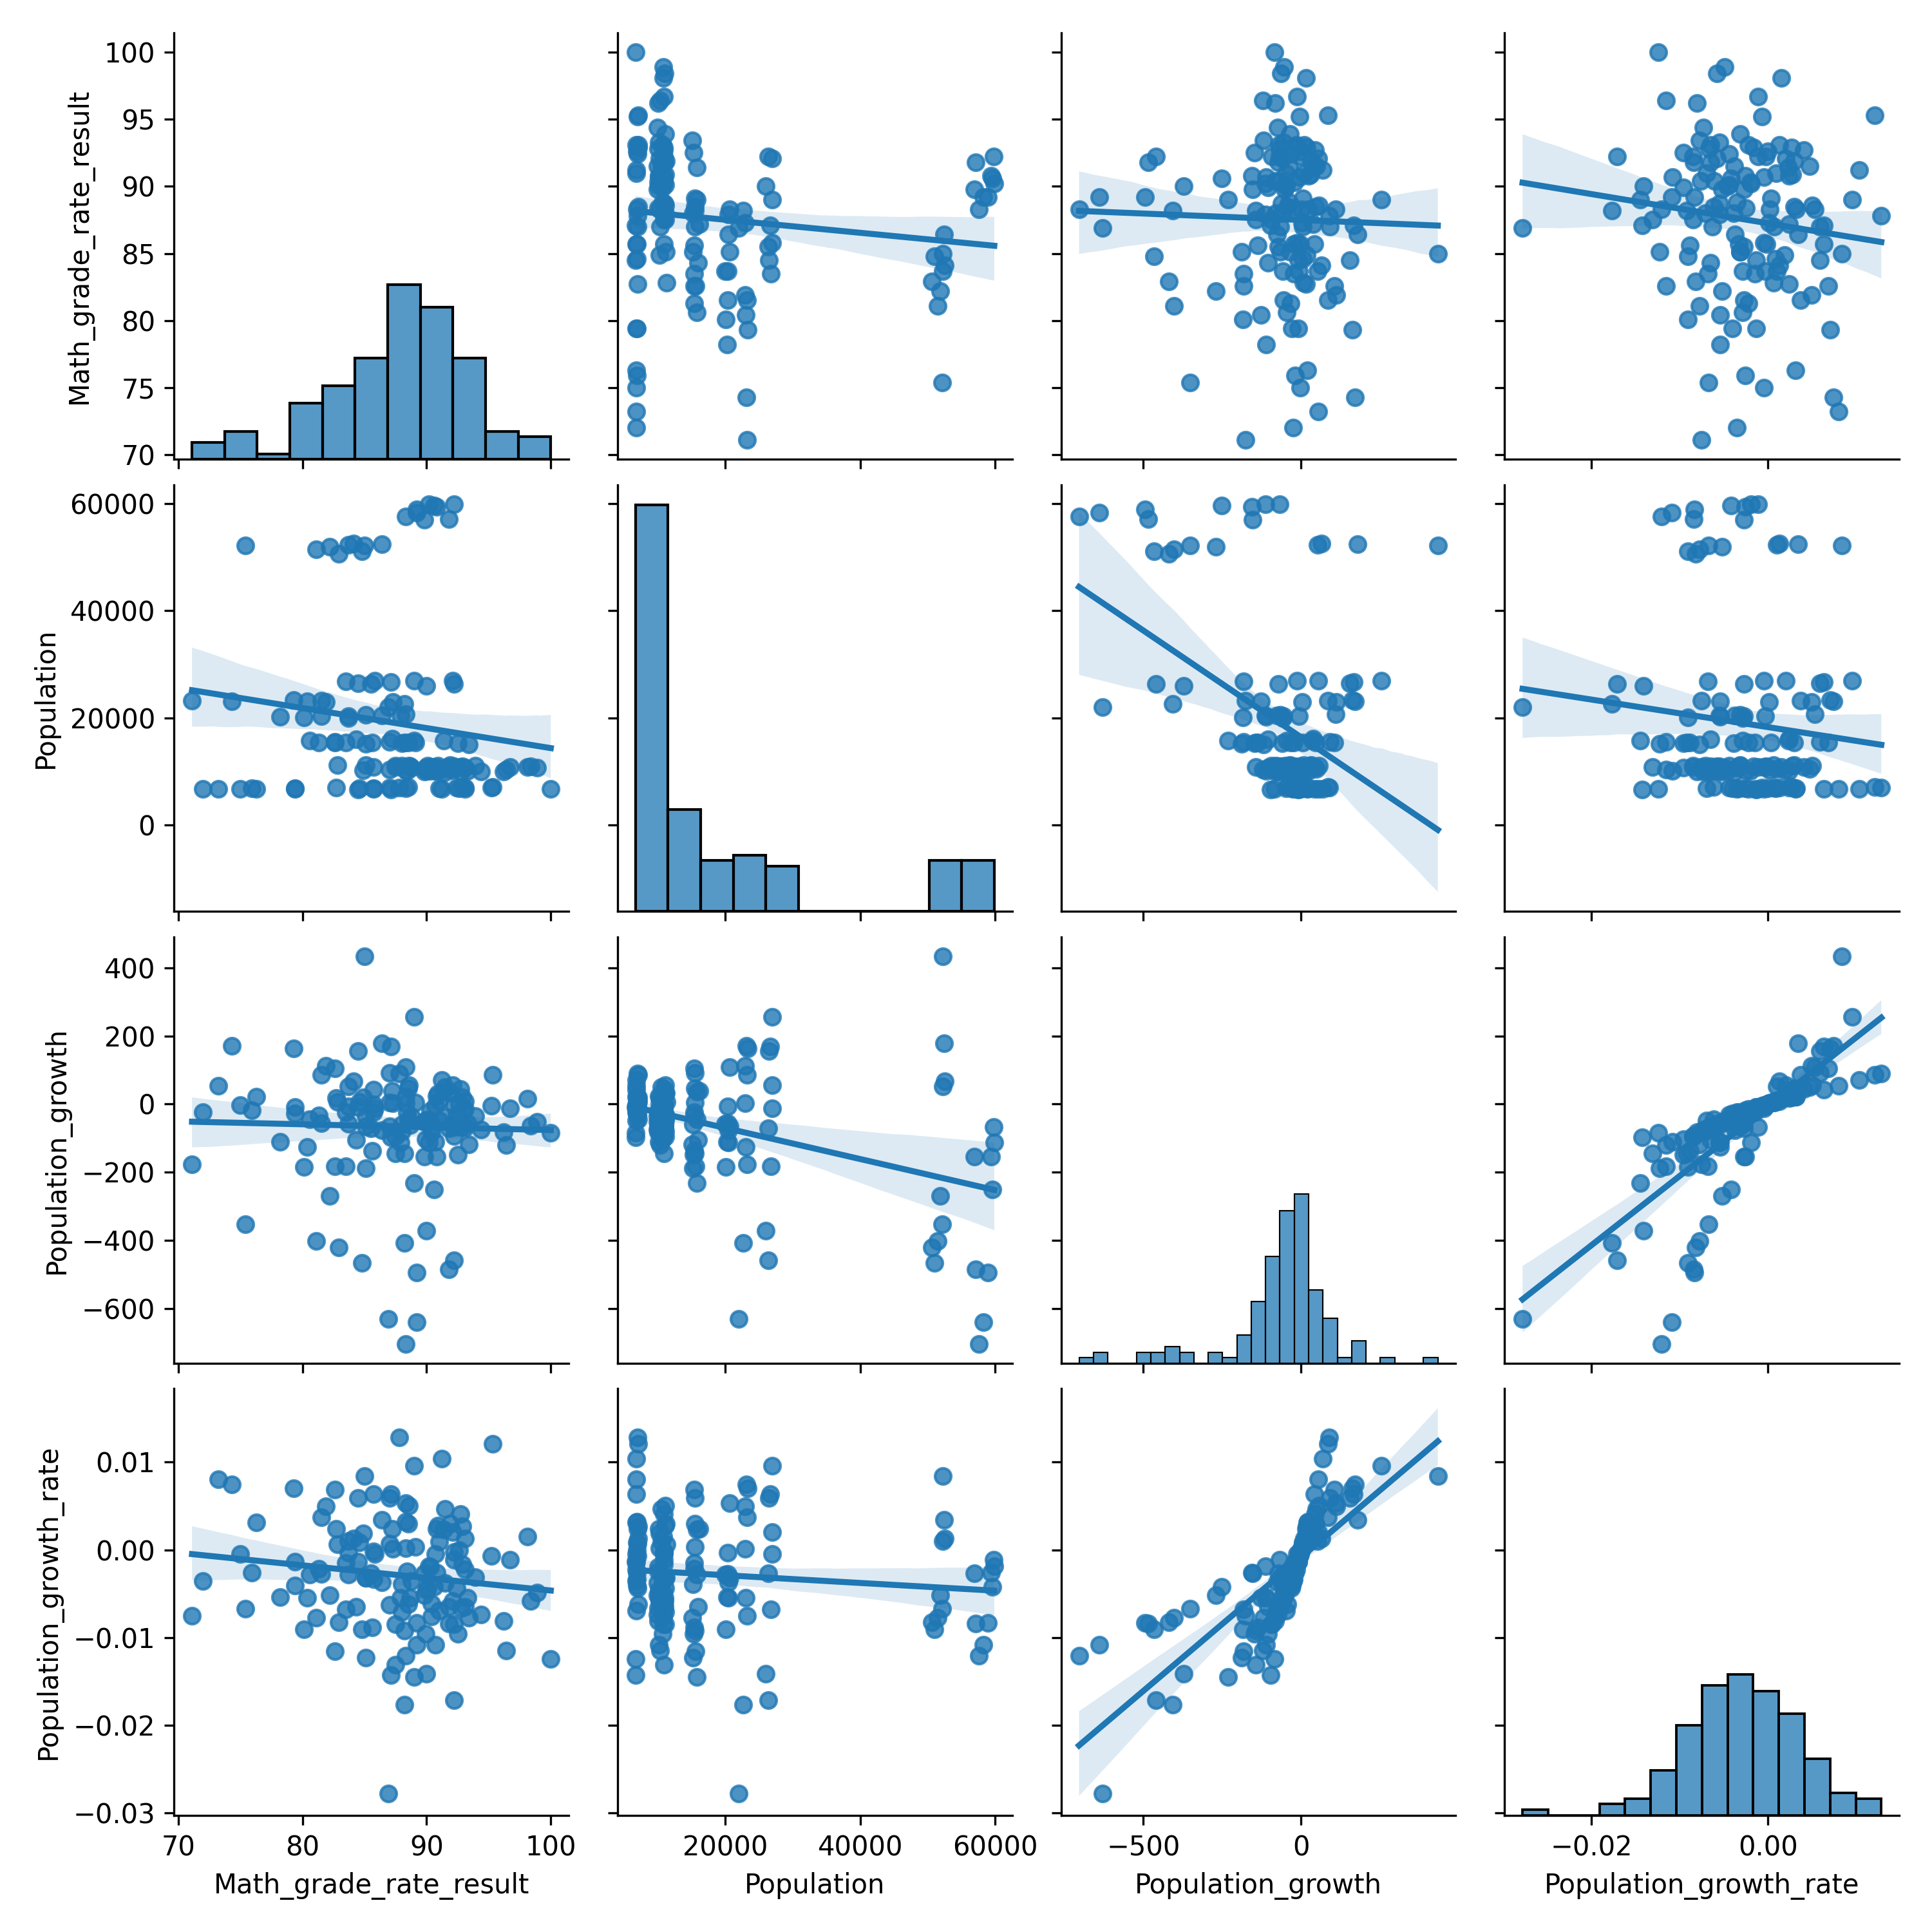 100
95
90
85
80
75
70
Math_grade_rate_result
60000
40000
20000
0
Population
400
200
0
−200
−400
−600
Population_growth
0.01
0.00
−0.01
−0.02
−0.03
Population_growth_rate
70 80 90 100
20000 40000 60000
−500 0
−0.02 0.00
Math_grade_rate_result
Population
Population_growth
Population_growth_rate